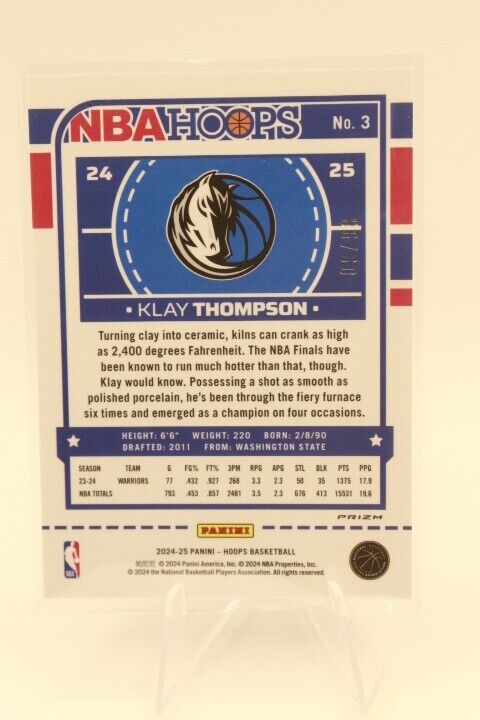 NBA HOOPS No. 3
24 25
• KLAY THOMPSON •
Turning clay into ceramic, kilns can crank as high
as 2,400 degrees Fahrenheit. The NBA Finals have
been known to run much hotter than that, though.
Klay would know. Possessing a shot as smooth as
polished porcelain, he's been through the fiery furnace
six times and emerged as a champion on four occasions.
HEIGHT: 6'6" WEIGHT: 220 BORN: 2/8/90
DRAFTED: 2011 FROM: WASHINGTON STATE
SEASON TEAM G FG% FT% 3PM RPG APG STL BLK PTS PPG
23-24 WARRIORS 77 .432 .927 268 3.3 2.3 50 35 1375 17.9
NBA TOTALS 793 .453 .857 2481 3.5 2.3 676 413 15531 19.6
PRIZM
PANINI
2024-25 PANINI – HOOPS BASKETBALL
帕尼尼 © 2024 Panini America, Inc. © 2024 NBA Properties, Inc.
© 2024 the National Basketball Players Association. All rights reserved.
NBA